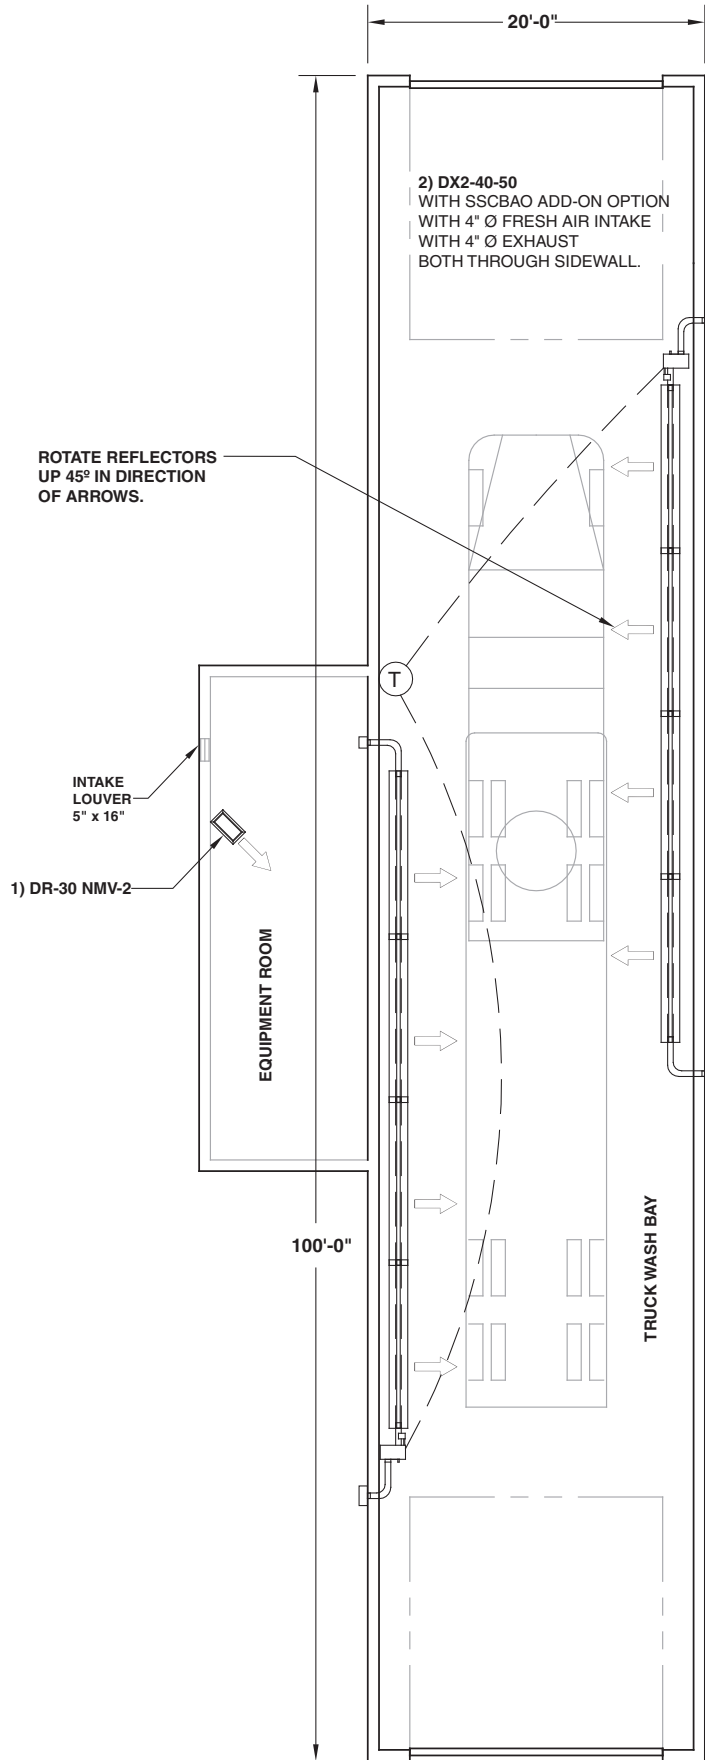 20'-0"
2) DX2-40-50
WITH SSCBAO ADD-ON OPTION
WITH 4" Ø FRESH AIR INTAKE
WITH 4" Ø EXHAUST
BOTH THROUGH SIDEWALL.
ROTATE REFLECTORS
UP 45º IN DIRECTION
OF ARROWS.
T
INTAKE
LOUVER
5" x 16"
1) DR-30 NMV-2
EQUIPMENT ROOM
100'-0"
TRUCK WASH BAY